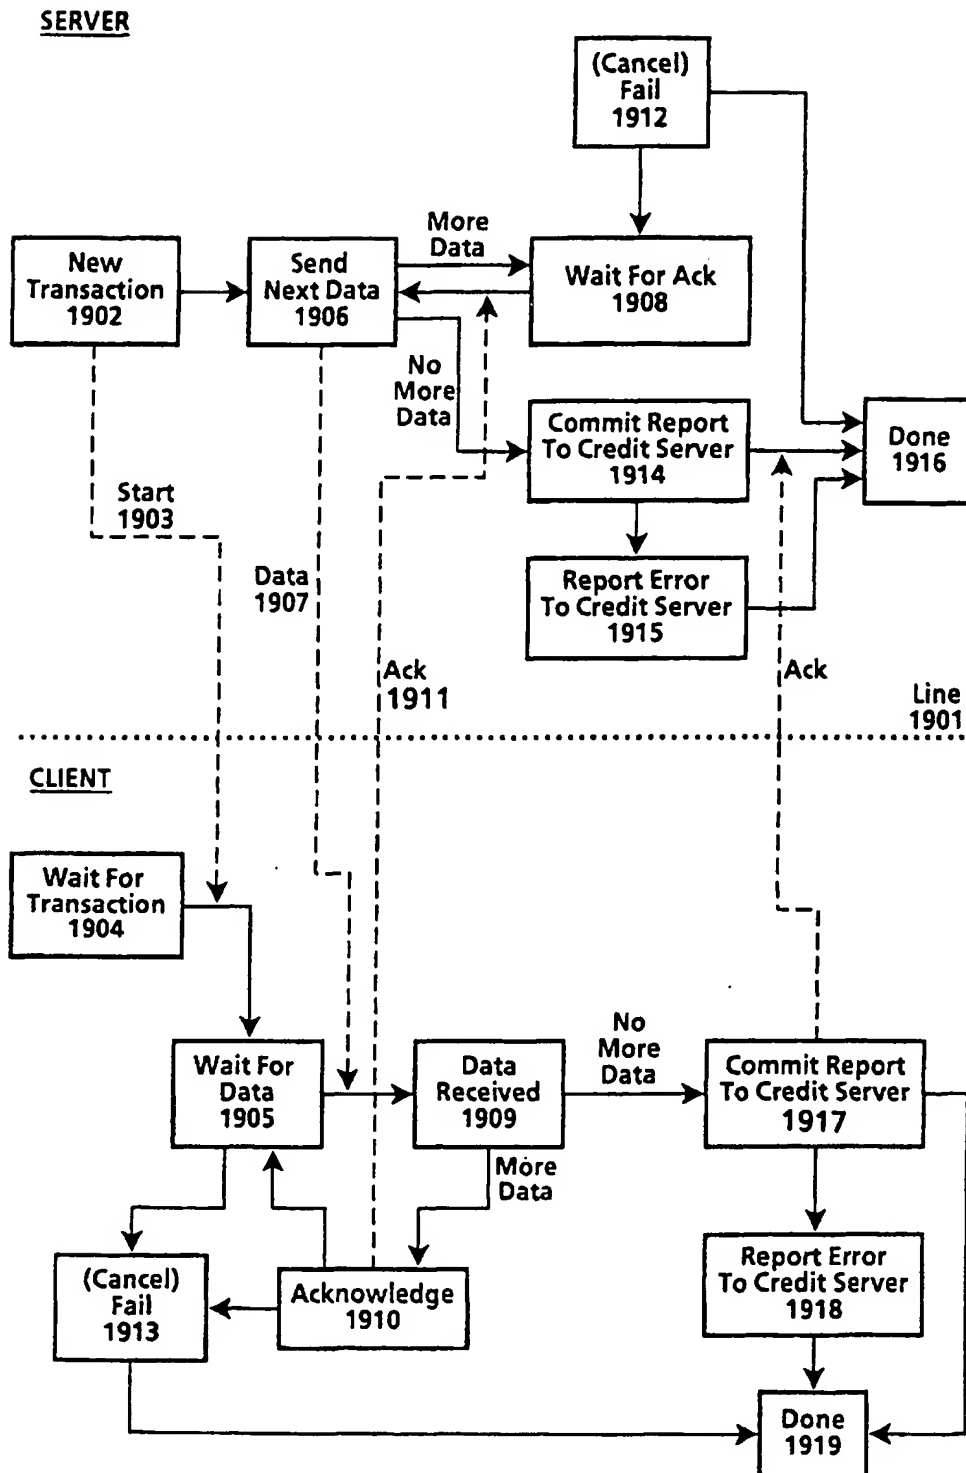 SERVER
(Cancel)
Fail
1912
More
Data
New
Transaction
1902
Send
Next Data
1906
Wait For Ack
1908
No
More
Data
Commit Report
To Credit Server
1914
Done
1916
Start
1903
Data
1907
Report Error
To Credit Server
1915
Ack
1911
Ack
Line
1901
CLIENT
Wait For
Transaction
1904
Wait For
Data
1905
Data
Received
1909
No
More
Data
Commit Report
To Credit Server
1917
More
Data
(Cancel)
Fail
1913
Acknowledge
1910
Report Error
To Credit Server
1918
Done
1919